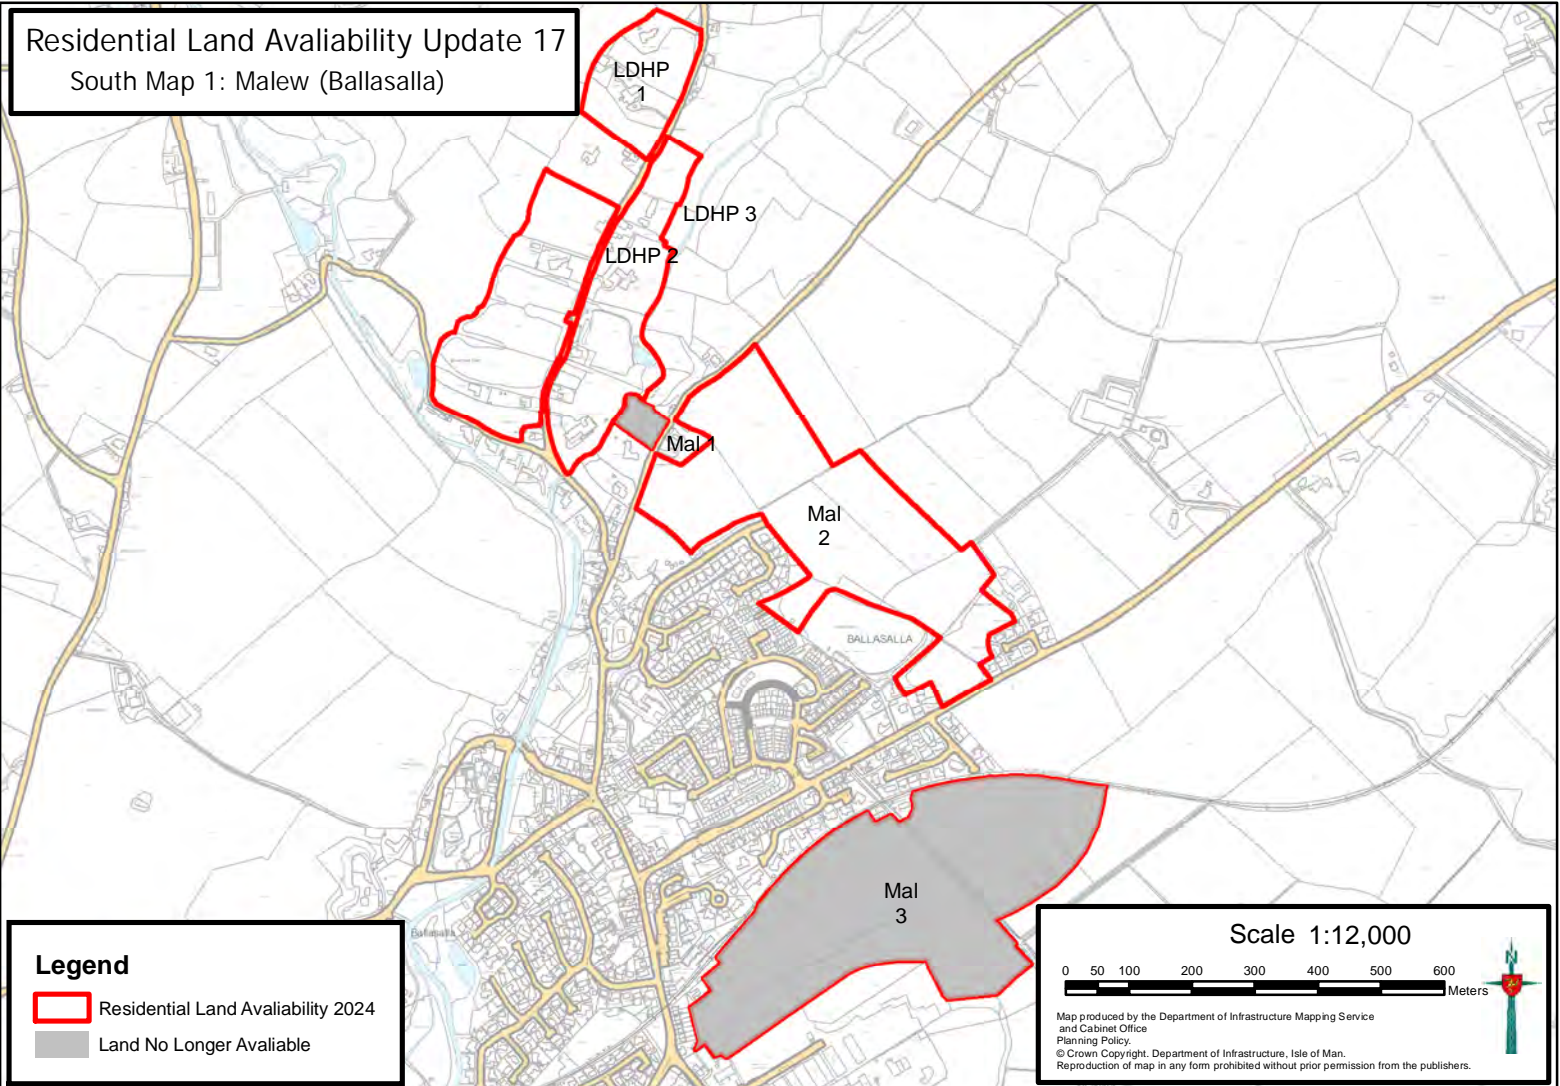 Residential Land Avaliability Update 17
South Map 1: Malew (Ballasalla)
LDHP
1
LDHP 3
LDHP 2
Mal 1
Mal
2
BALLASALLA
Mal
3
Ballasalla
Legend
Residential Land Avaliability 2024
Land No Longer Avaliable
Scale 1:12,000
0 50 100 200 300 400 500 600
Meters
N
Map produced by the Department of Infrastructure Mapping Service
and Cabinet Office
Planning Policy.
© Crown Copyright. Department of Infrastructure, Isle of Man.
Reproduction of map in any form prohibited without prior permission from the publishers.